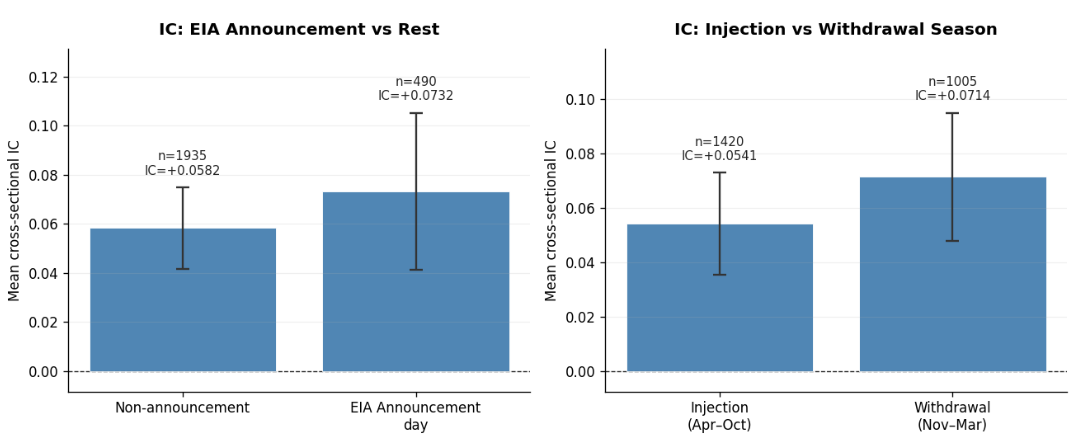 IC: EIA Announcement vs Rest
Mean cross-sectional IC
0.12
0.10
0.08
0.06
0.04
0.02
0.00
n=1935
IC=+0.0582
n=490
IC=+0.0732
Non-announcement
EIA Announcement
day
IC: Injection vs Withdrawal Season
Mean cross-sectional IC
0.10
0.08
0.06
0.04
0.02
0.00
n=1420
IC=+0.0541
n=1005
IC=+0.0714
Injection
(Apr–Oct)
Withdrawal
(Nov–Mar)